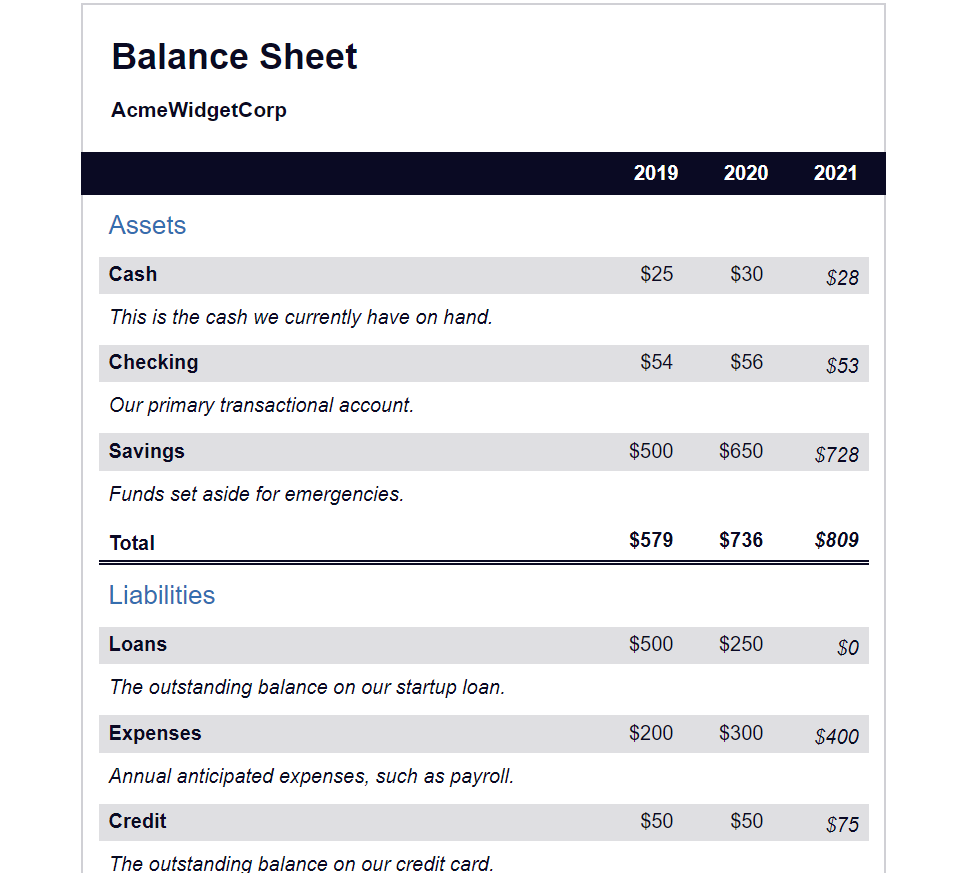 Balance Sheet
AcmeWidgetCorp
2019 2020 2021
Assets
Cash $25 $30 $28
This is the cash we currently have on hand.
Checking $54 $56 $53
Our primary transactional account.
Savings $500 $650 $728
Funds set aside for emergencies.
Total $579 $736 $809
Liabilities
Loans $500 $250 $0
The outstanding balance on our startup loan.
Expenses $200 $300 $400
Annual anticipated expenses, such as payroll.
Credit $50 $50 $75
The outstanding balance on our credit card.